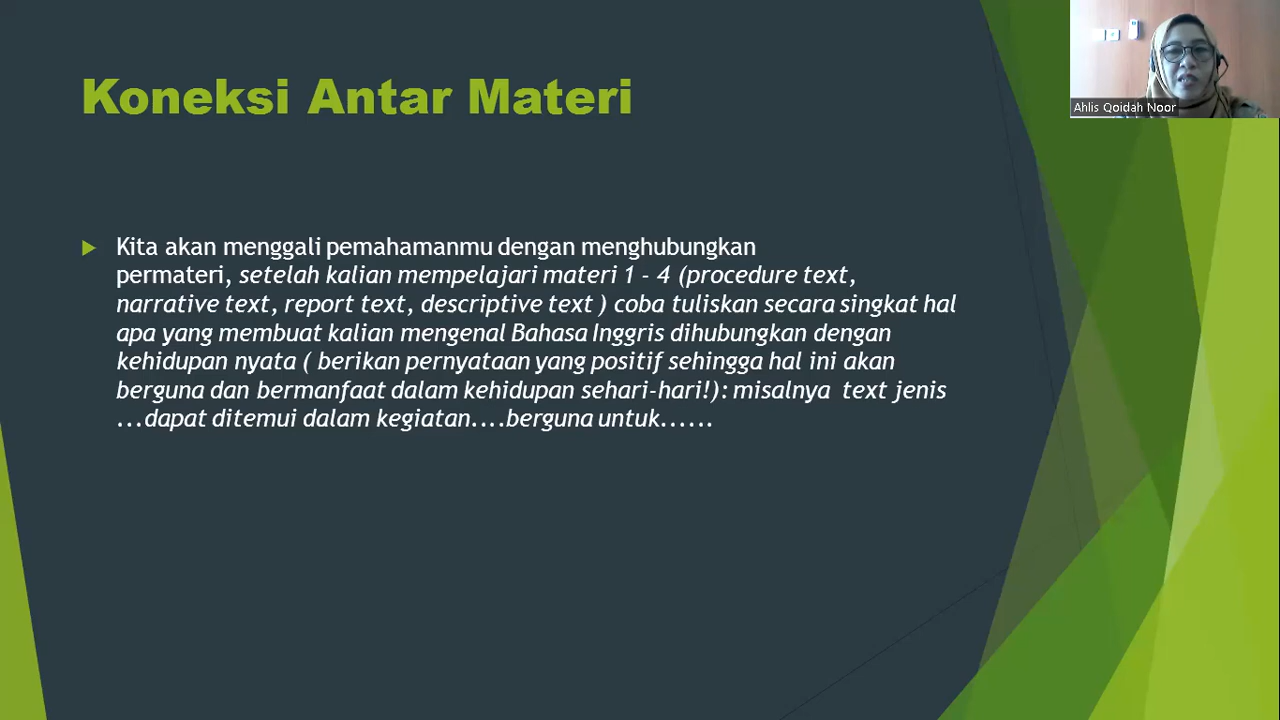 Koneksi Antar Materi
Ahlis Qoidah Noor
Kita akan menggali pemahamanmu dengan menghubungkan
permateri, setelah kalian mempelajari materi 1 - 4 (procedure text,
narrative text, report text, descriptive text ) coba tuliskan secara singkat hal
apa yang membuat kalian mengenal Bahasa Inggris dihubungkan dengan
kehidupan nyata ( berikan pernyataan yang positif sehingga hal ini akan
berguna dan bermanfaat dalam kehidupan sehari-hari!): misalnya  text jenis
...dapat ditemui dalam kegiatan....berguna untuk......